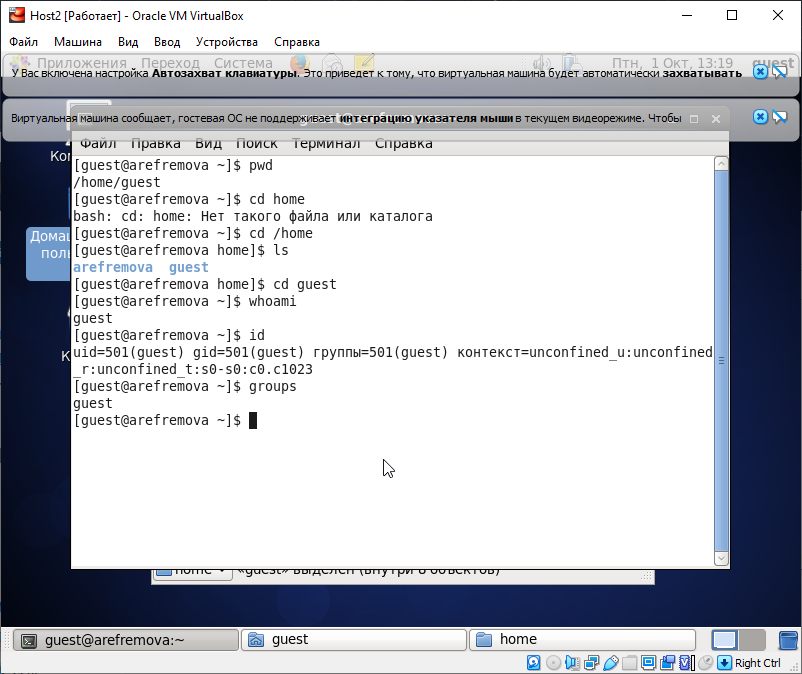 Host2 [Работает] - Oracle VM VirtualBox
Файл Машина Вид Ввод Устройства Справка
Приложения Переход Система Птн, 1 Окт, 13:19 guest
У Вас включена настройка Автозахват клавиатуры. Это приведет к тому, что виртуальная машина будет автоматически захватывать
Виртуальная машина сообщает, гостевая ОС не поддерживает интеграцию указателя мыши в текущем видеорежиме. Чтобы
Файл Правка Вид Поиск Терминал Справка
[guest@arefremova ~]$ pwd
/home/guest
[guest@arefremova ~]$ cd home
bash: cd: home: Нет такого файла или каталога
[guest@arefremova ~]$ cd /home
[guest@arefremova home]$ ls
arefremova guest
[guest@arefremova home]$ cd guest
[guest@arefremova ~]$ whoami
guest
[guest@arefremova ~]$ id
uid=501(guest) gid=501(guest) группы=501(guest) контекст=unconfined_u:unconfined
_r:unconfined_t:s0-s0:c0.c1023
[guest@arefremova ~]$ groups
guest
[guest@arefremova ~]$
home «guest» выделен (внутри 8 объектов)
guest@arefremova:~ guest home
Right Ctrl